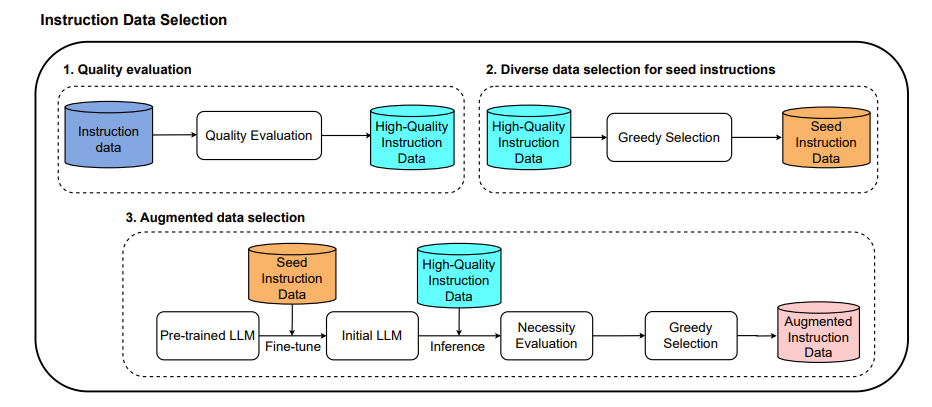 Instruction Data Selection
1. Quality evaluation
Instruction
data
Quality Evaluation
High-Quality
Instruction
Data
2. Diverse data selection for seed instructions
High-Quality
Instruction
Data
Greedy Selection
Seed
Instruction
Data
3. Augmented data selection
Seed
Instruction
Data
High-Quality
Instruction
Data
Pre-trained LLM
Fine-tune
Initial LLM
Inference
Necessity
Evaluation
Greedy
Selection
Augmented
Instruction
Data